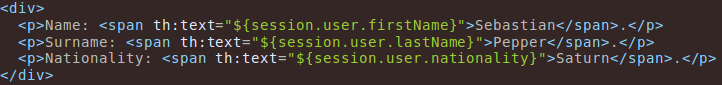 <div>
  <p>Name: <span th:text="${session.user.firstName}">Sebastian</span>.</p>
  <p>Surname: <span th:text="${session.user.lastName}">Pepper</span>.</p>
  <p>Nationality: <span th:text="${session.user.nationality}">Saturn</span>.</p>
</div>